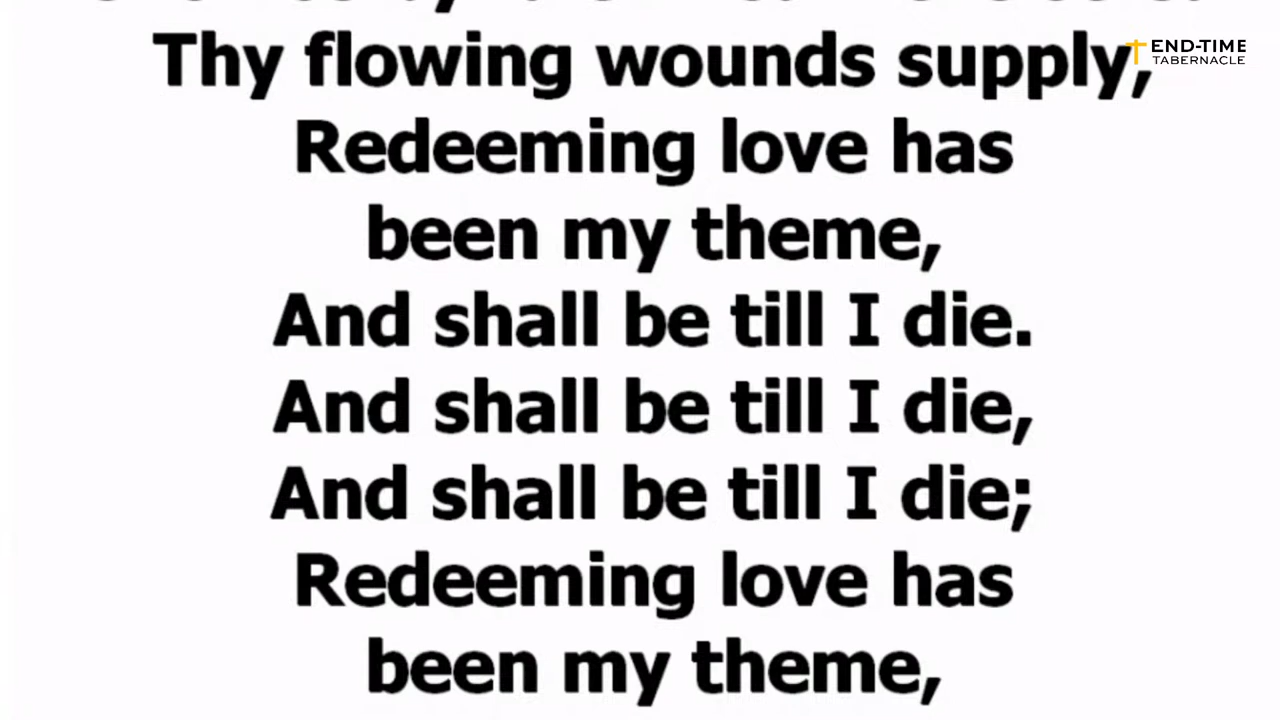 Thy flowing wounds supply,
END-TIME
TABERNACLE
Redeeming love has
been my theme,
And shall be till I die.
And shall be till I die,
And shall be till I die;
Redeeming love has
been my theme,